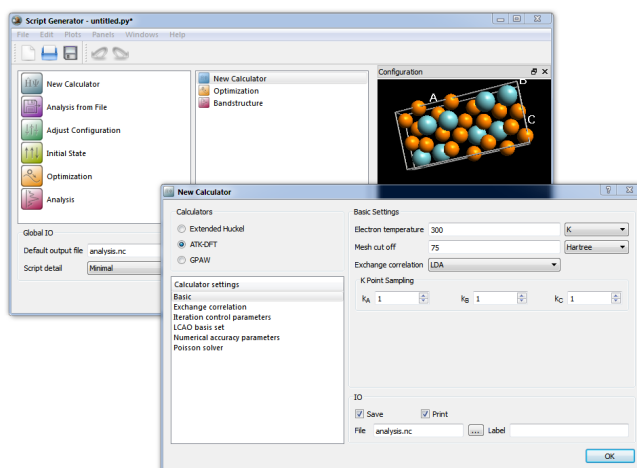 Script Generator - untitled.py*
File Edit Plots Panels Windows Help
New Calculator
Analysis from File
Adjust Configuration
Initial State
Optimization
Analysis
New Calculator
Optimization
Bandstructure
Configuration
A
B
C
Global IO
Default output file analysis.nc
Script detail Minimal
New Calculator
Calculators
Extended Huckel
ATK-DFT
GPAW
Calculator settings
Basic
Exchange correlation
Iteration control parameters
LCAO basis set
Numerical accuracy parameters
Poisson solver
Basic Settings
Electron temperature 300 K
Mesh cut off 75 Hartree
Exchange correlation LDA
K Point Sampling
kA 1 kB 1 kC 1
IO
Save Print
File analysis.nc ... Label
OK